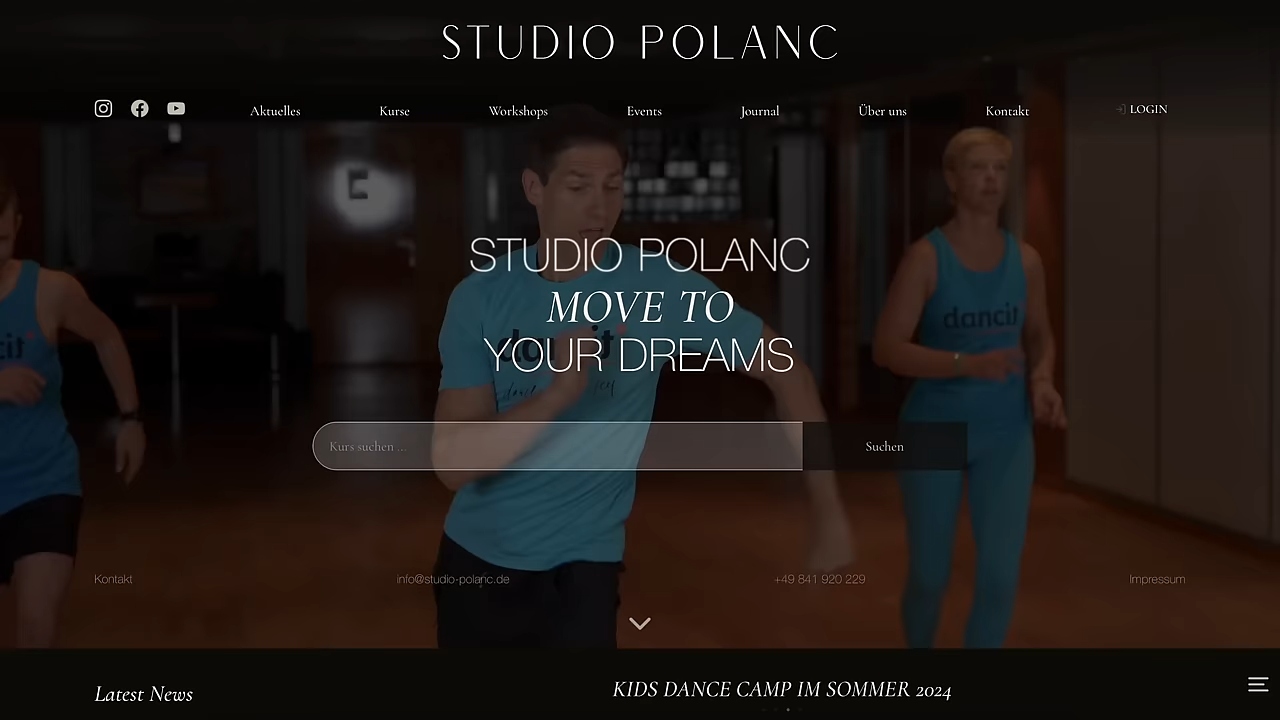 STUDIO POLANC
Aktuelles
Kurse
Workshops
Events
Journal
Über uns
Kontakt
LOGIN
STUDIO POLANC
MOVE TO
YOUR DREAMS
dancit
Kurs suchen ...
Suchen
Kontakt
info@studio-polanc.de
+49 841 920 229
Impressum
Latest News
KIDS DANCE CAMP IM SOMMER 2024